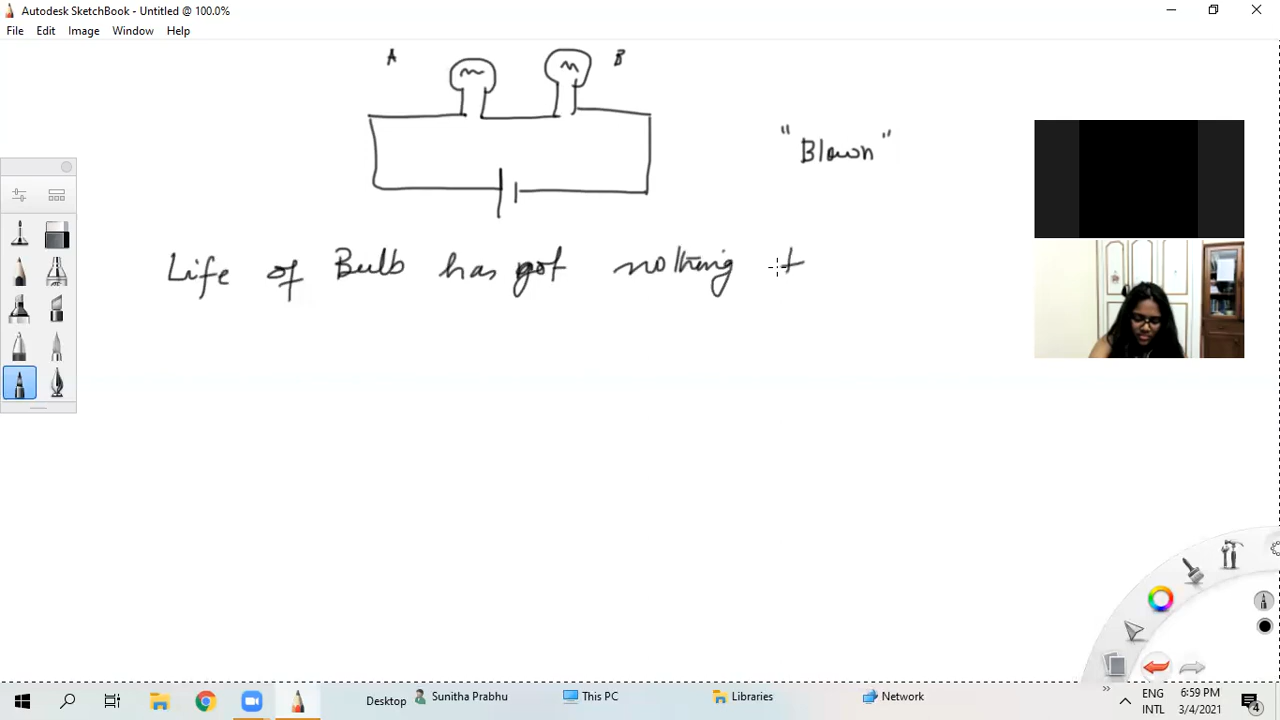 Autodesk SketchBook - Untitled @ 100.0%
File Edit Image Window Help
A B
"Blown"
Life of Bulb has got nothing t
Desktop Sunitha Prabhu This PC Libraries Network
ENG
INTL
6:59 PM
3/4/2021
4